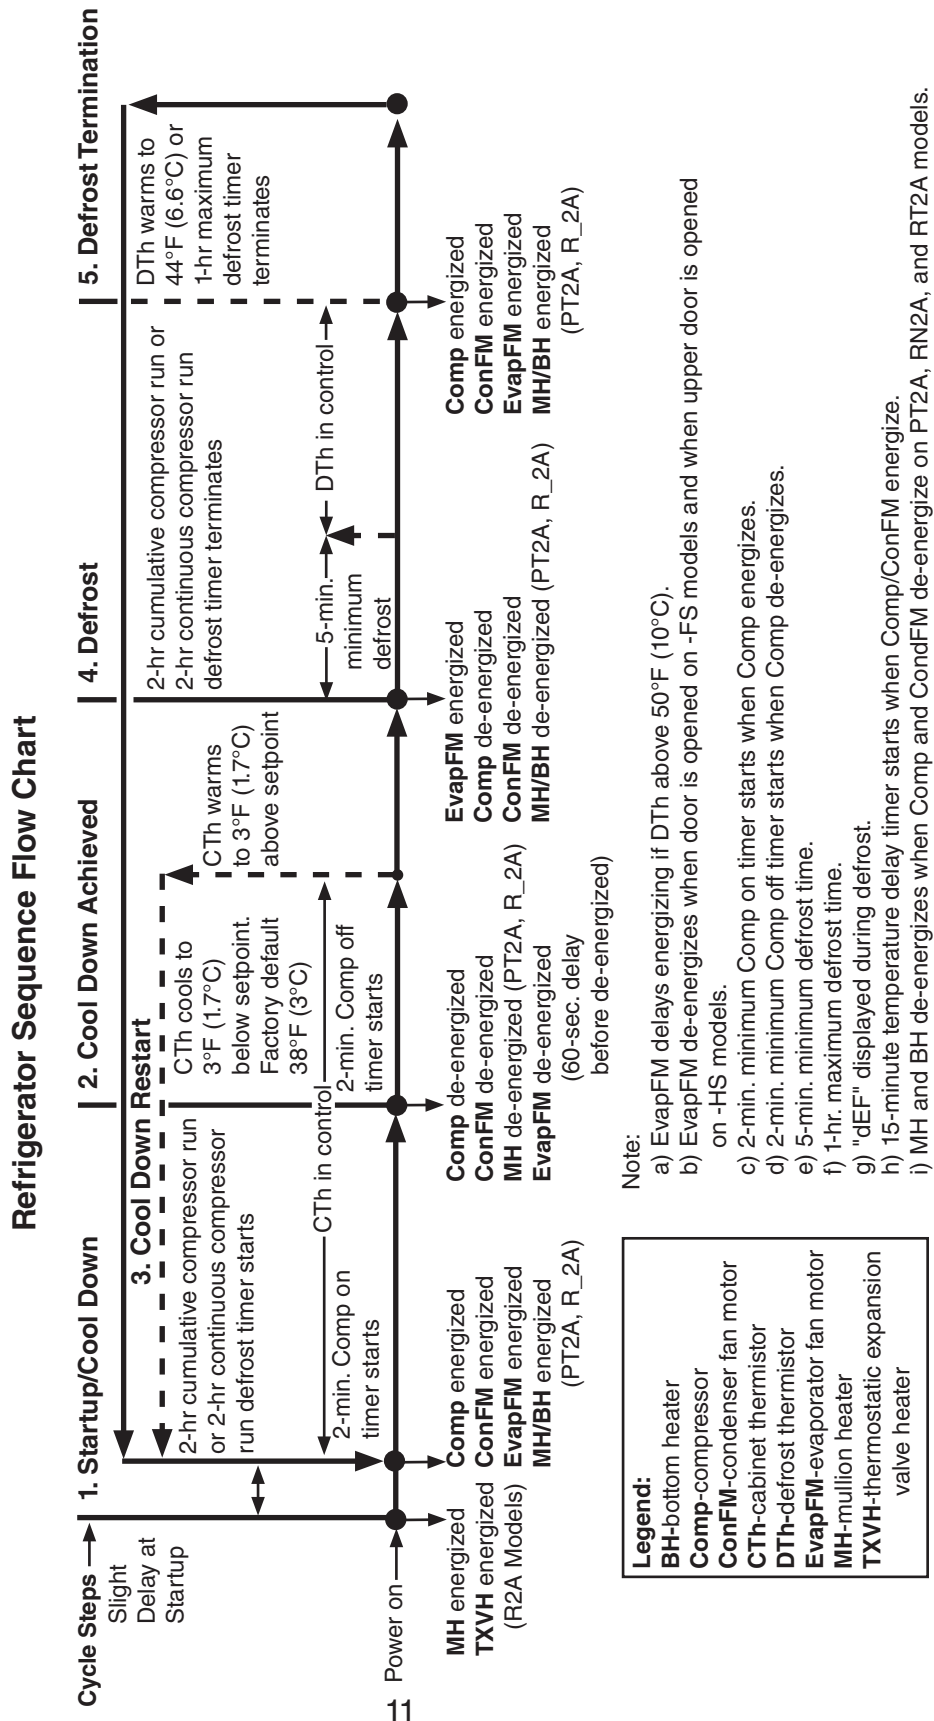 Refrigerator Sequence Flow Chart
Cycle Steps
1. Startup/Cool Down
2. Cool Down Achieved
4. Defrost
5. Defrost Termination
Slight
Delay at
Startup
3. Cool Down Restart
2-hr cumulative compressor run
or 2-hr continuous compressor
run defrost timer starts
CTh cools to
3°F (1.7°C)
below setpoint.
Factory default
38°F (3°C)
CTh warms
to 3°F (1.7°C)
above setpoint
2-hr cumulative compressor run or
2-hr continuous compressor run
defrost timer terminates
DTh warms to
44°F (6.6°C) or
1-hr maximum
defrost timer
terminates
CTh in control
2-min. Comp on
timer starts
2-min. Comp off
timer starts
5-min.
minimum
defrost
DTh in control
Power on
MH energized
TXVH energized
(R2A Models)
Comp energized
ConFM energized
EvapFM energized
MH/BH energized
(PT2A, R_2A)
Comp de-energized
ConFM de-energized
MH de-energized (PT2A, R_2A)
EvapFM de-energized
(60-sec. delay
before de-energized)
EvapFM energized
Comp de-energized
ConFM de-energized
MH/BH de-energized (PT2A, R_2A)
Comp energized
ConFM energized
EvapFM energized
MH/BH energized
(PT2A, R_2A)
Legend:
BH-bottom heater
Comp-compressor
ConFM-condenser fan motor
CTh-cabinet thermistor
DTh-defrost thermistor
EvapFM-evaporator fan motor
MH-mullion heater
TXVH-thermostatic expansion
valve heater
Note:
a) EvapFM delays energizing if DTh above 50°F (10°C).
b) EvapFM de-energizes when door is opened on -FS models and when upper door is opened
on -HS models.
c) 2-min. minimum Comp on timer starts when Comp energizes.
d) 2-min. minimum Comp off timer starts when Comp de-energizes.
e) 5-min. minimum defrost time.
f) 1-hr. maximum defrost time.
g) "dEF" displayed during defrost.
h) 15-minute temperature delay timer starts when Comp/ConFM energize.
i) MH and BH de-energizes when Comp and CondFM de-energize on PT2A, RN2A, and RT2A models.
11